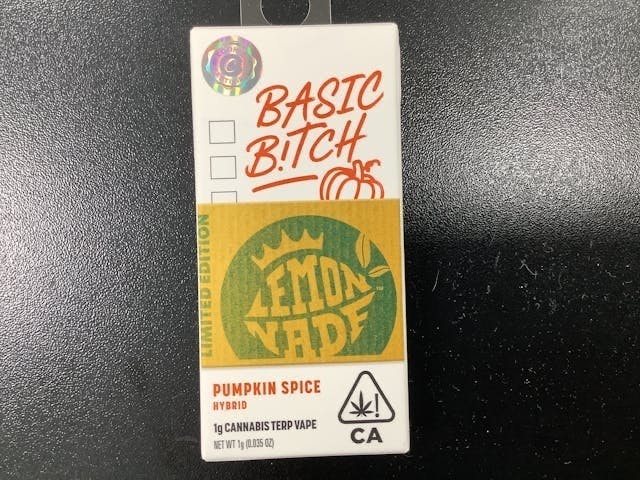 BASIC
B!TCH
LIMITED EDITION
LEMON
NADE
TM
PUMPKIN SPICE
HYBRID
1g CANNABIS TERP VAPE
NET WT 1g (0.035 OZ)
!
CA